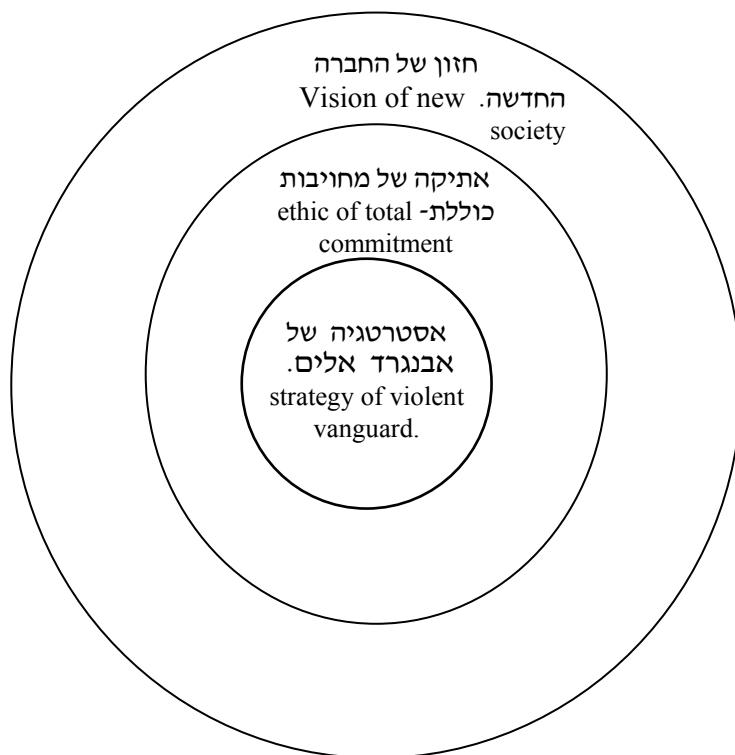 חזון של החברה
החדשה. Vision of new
society
אתיקה של מחויבות
כוללת- ethic of total
commitment
אסטרטגיה של
אבנגרד אלים.
strategy of violent
vanguard.